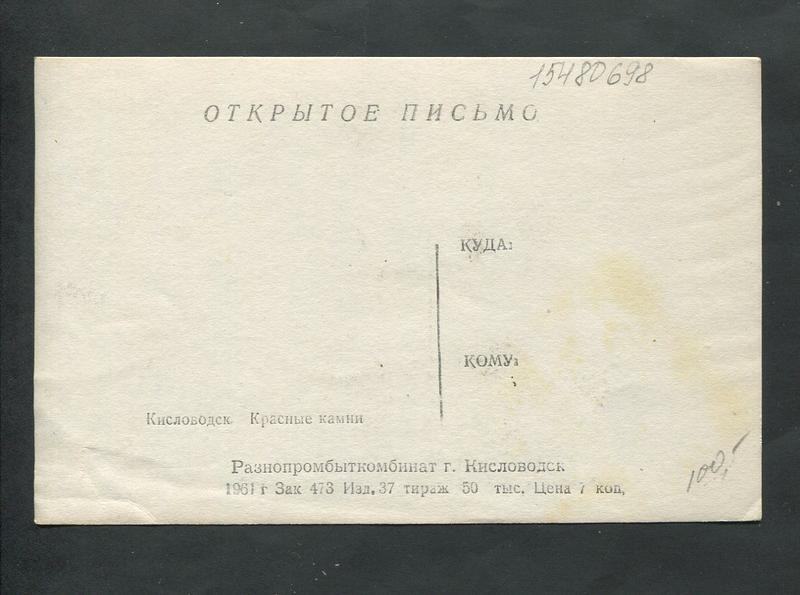 15480698
ОТКРЫТОЕ ПИСЬМО
КУДА:
КОМУ:
Кисловодск Красные камни
Разнопромбыткомбинат г. Кисловодск
1961 г Зак 473 Изд. 37 тираж 50 тыс. Цена 7 коп,
100,-